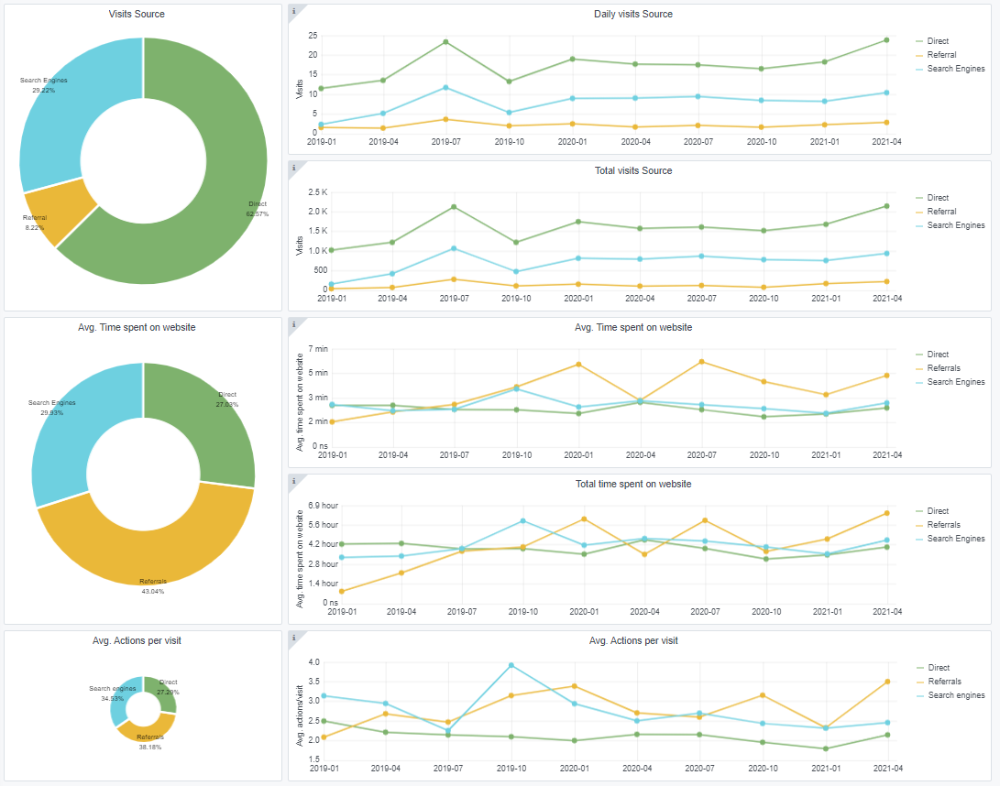 Visits Source
Search Engines
29.22%
Direct
62.57%
Referral
8.22%
i
Daily visits Source
Visits
25
20
15
10
5
0
2019-01 2019-04 2019-07 2019-10 2020-01 2020-04 2020-07 2020-10 2021-01 2021-04
Direct
Referral
Search Engines
i
Total visits Source
Visits
2.5 K
2.0 K
1.5 K
1.0 K
500
0
2019-01 2019-04 2019-07 2019-10 2020-01 2020-04 2020-07 2020-10 2021-01 2021-04
Direct
Referral
Search Engines
Avg. Time spent on website
Direct
27.03%
Search Engines
29.93%
Referrals
43.04%
i
Avg. Time spent on website
Avg. time spent on website
7 min
5 min
3 min
2 min
0 ns
2019-01 2019-04 2019-07 2019-10 2020-01 2020-04 2020-07 2020-10 2021-01 2021-04
Direct
Referrals
Search Engines
i
Total time spent on website
Avg. time spent on website
6.9 hour
5.6 hour
4.2 hour
2.8 hour
1.4 hour
0 ns
2019-01 2019-04 2019-07 2019-10 2020-01 2020-04 2020-07 2020-10 2021-01 2021-04
Direct
Referrals
Search Engines
Avg. Actions per visit
Direct
27.29%
Search engines
34.53%
Referrals
38.18%
i
Avg. Actions per visit
Avg. actions/visit
4.0
3.5
3.0
2.5
2.0
1.5
2019-01 2019-04 2019-07 2019-10 2020-01 2020-04 2020-07 2020-10 2021-01 2021-04
Direct
Referrals
Search engines